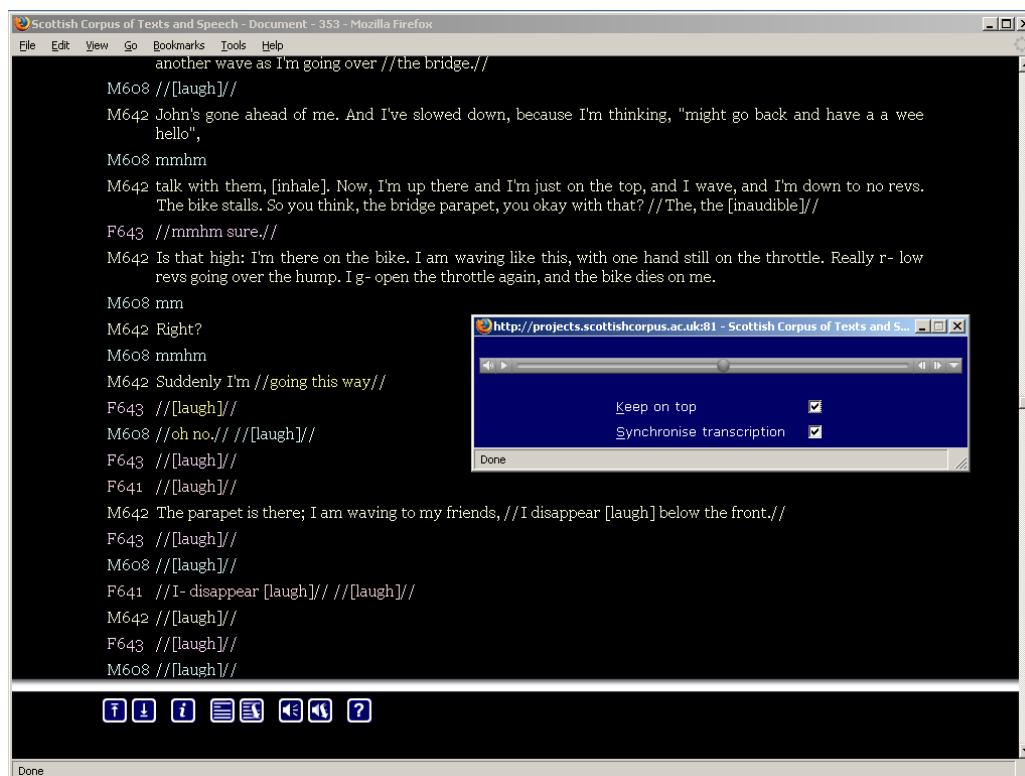 Scottish Corpus of Texts and Speech - Document - 353 - Mozilla Firefox
File Edit View Go Bookmarks Tools Help
another wave as I'm going over //the bridge.//
M608 //[laugh]//
M642 John's gone ahead of me. And I've slowed down, because I'm thinking, "might go back and have a a wee
hello",
M608 mmhm
M642 talk with them, [inhale]. Now, I'm up there and I'm just on the top, and I wave, and I'm down to no revs.
The bike stalls. So you think, the bridge parapet, you okay with that? //The, the [inaudible]//
F643 //mmhm sure.//
M642 Is that high: I'm there on the bike. I am waving like this, with one hand still on the throttle. Really r- low
revs going over the hump. I g- open the throttle again, and the bike dies on me.
M608 mm
M642 Right?
M608 mmhm
M642 Suddenly I'm //going this way//
F643 //[laugh]//
M608 //oh no.// //[laugh]//
F643 //[laugh]//
F641 //[laugh]//
M642 The parapet is there; I am waving to my friends, //I disappear [laugh] below the front.//
F643 //[laugh]//
M608 //[laugh]//
F641 //I- disappear [laugh]// //[laugh]//
M642 //[laugh]//
F643 //[laugh]//
M608 //[laugh]//
http://projects.scottishcorpus.ac.uk:81 - Scottish Corpus of Texts and S...
Keep on top
Synchronise transcription
Done
i
?
Done